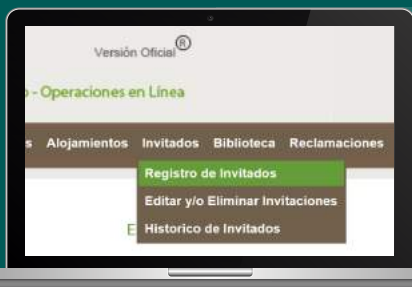 Versión Oficial®
- Operaciones en Línea
s Alojamientos Invitados Biblioteca Reclamaciones
Registro de Invitados
Editar y/o Eliminar Invitaciones
E
Historico de Invitados